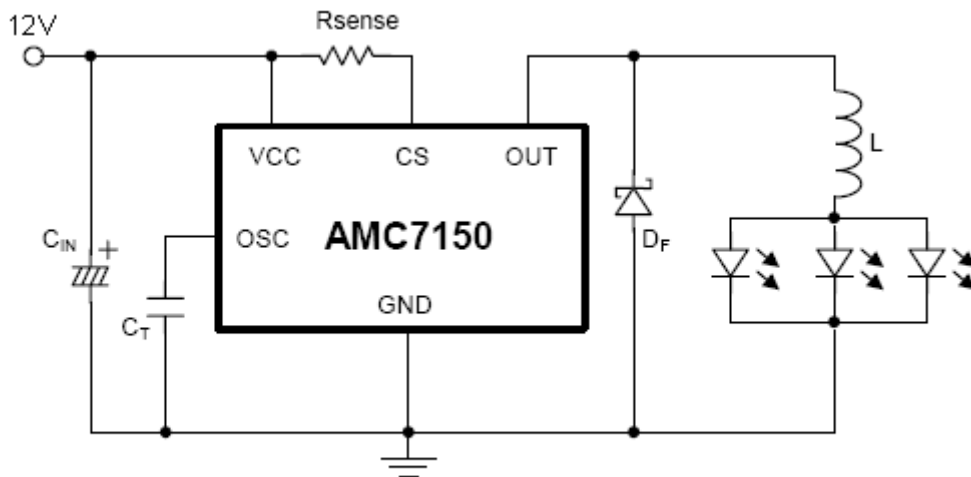 12V
Rsense
VCC
CS
OUT
L
C_IN
+
OSC
AMC7150
D_F
C_T
GND